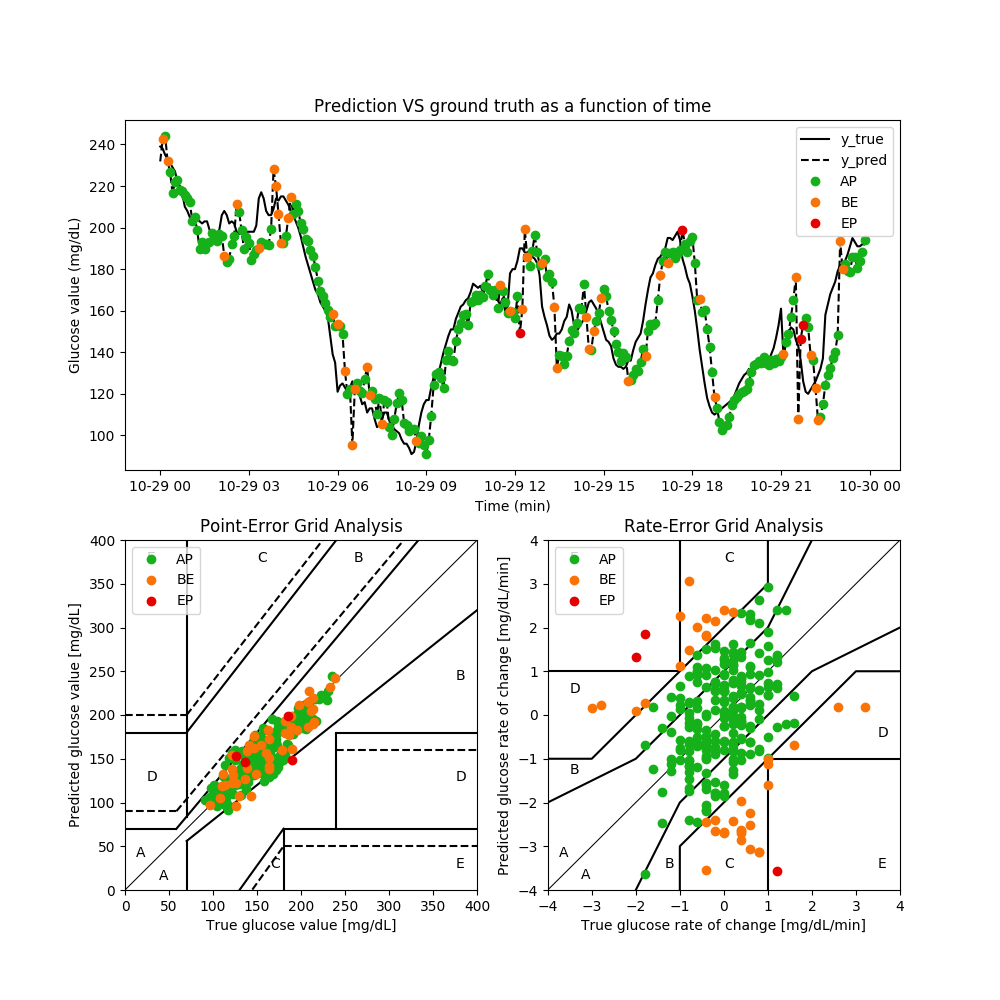 Prediction VS ground truth as a function of time
Glucose value (mg/dL)
240
220
200
180
160
140
120
100
y_true
y_pred
AP
BE
EP
10-29 00 10-29 03 10-29 06 10-29 09 10-29 12 10-29 15 10-29 18 10-29 21 10-30 00
Time (min)
Point-Error Grid Analysis
Predicted glucose value [mg/dL]
400
350
300
250
200
150
100
50
0
AP
BE
EP
C
B
B
D
D
A
A
C
E
0 50 100 150 200 250 300 350 400
True glucose value [mg/dL]
Rate-Error Grid Analysis
Predicted glucose rate of change [mg/dL/min]
4
3
2
1
0
−1
−2
−3
−4
AP
BE
EP
C
D
D
B
A
A
B
C
E
−4 −3 −2 −1 0 1 2 3 4
True glucose rate of change [mg/dL/min]